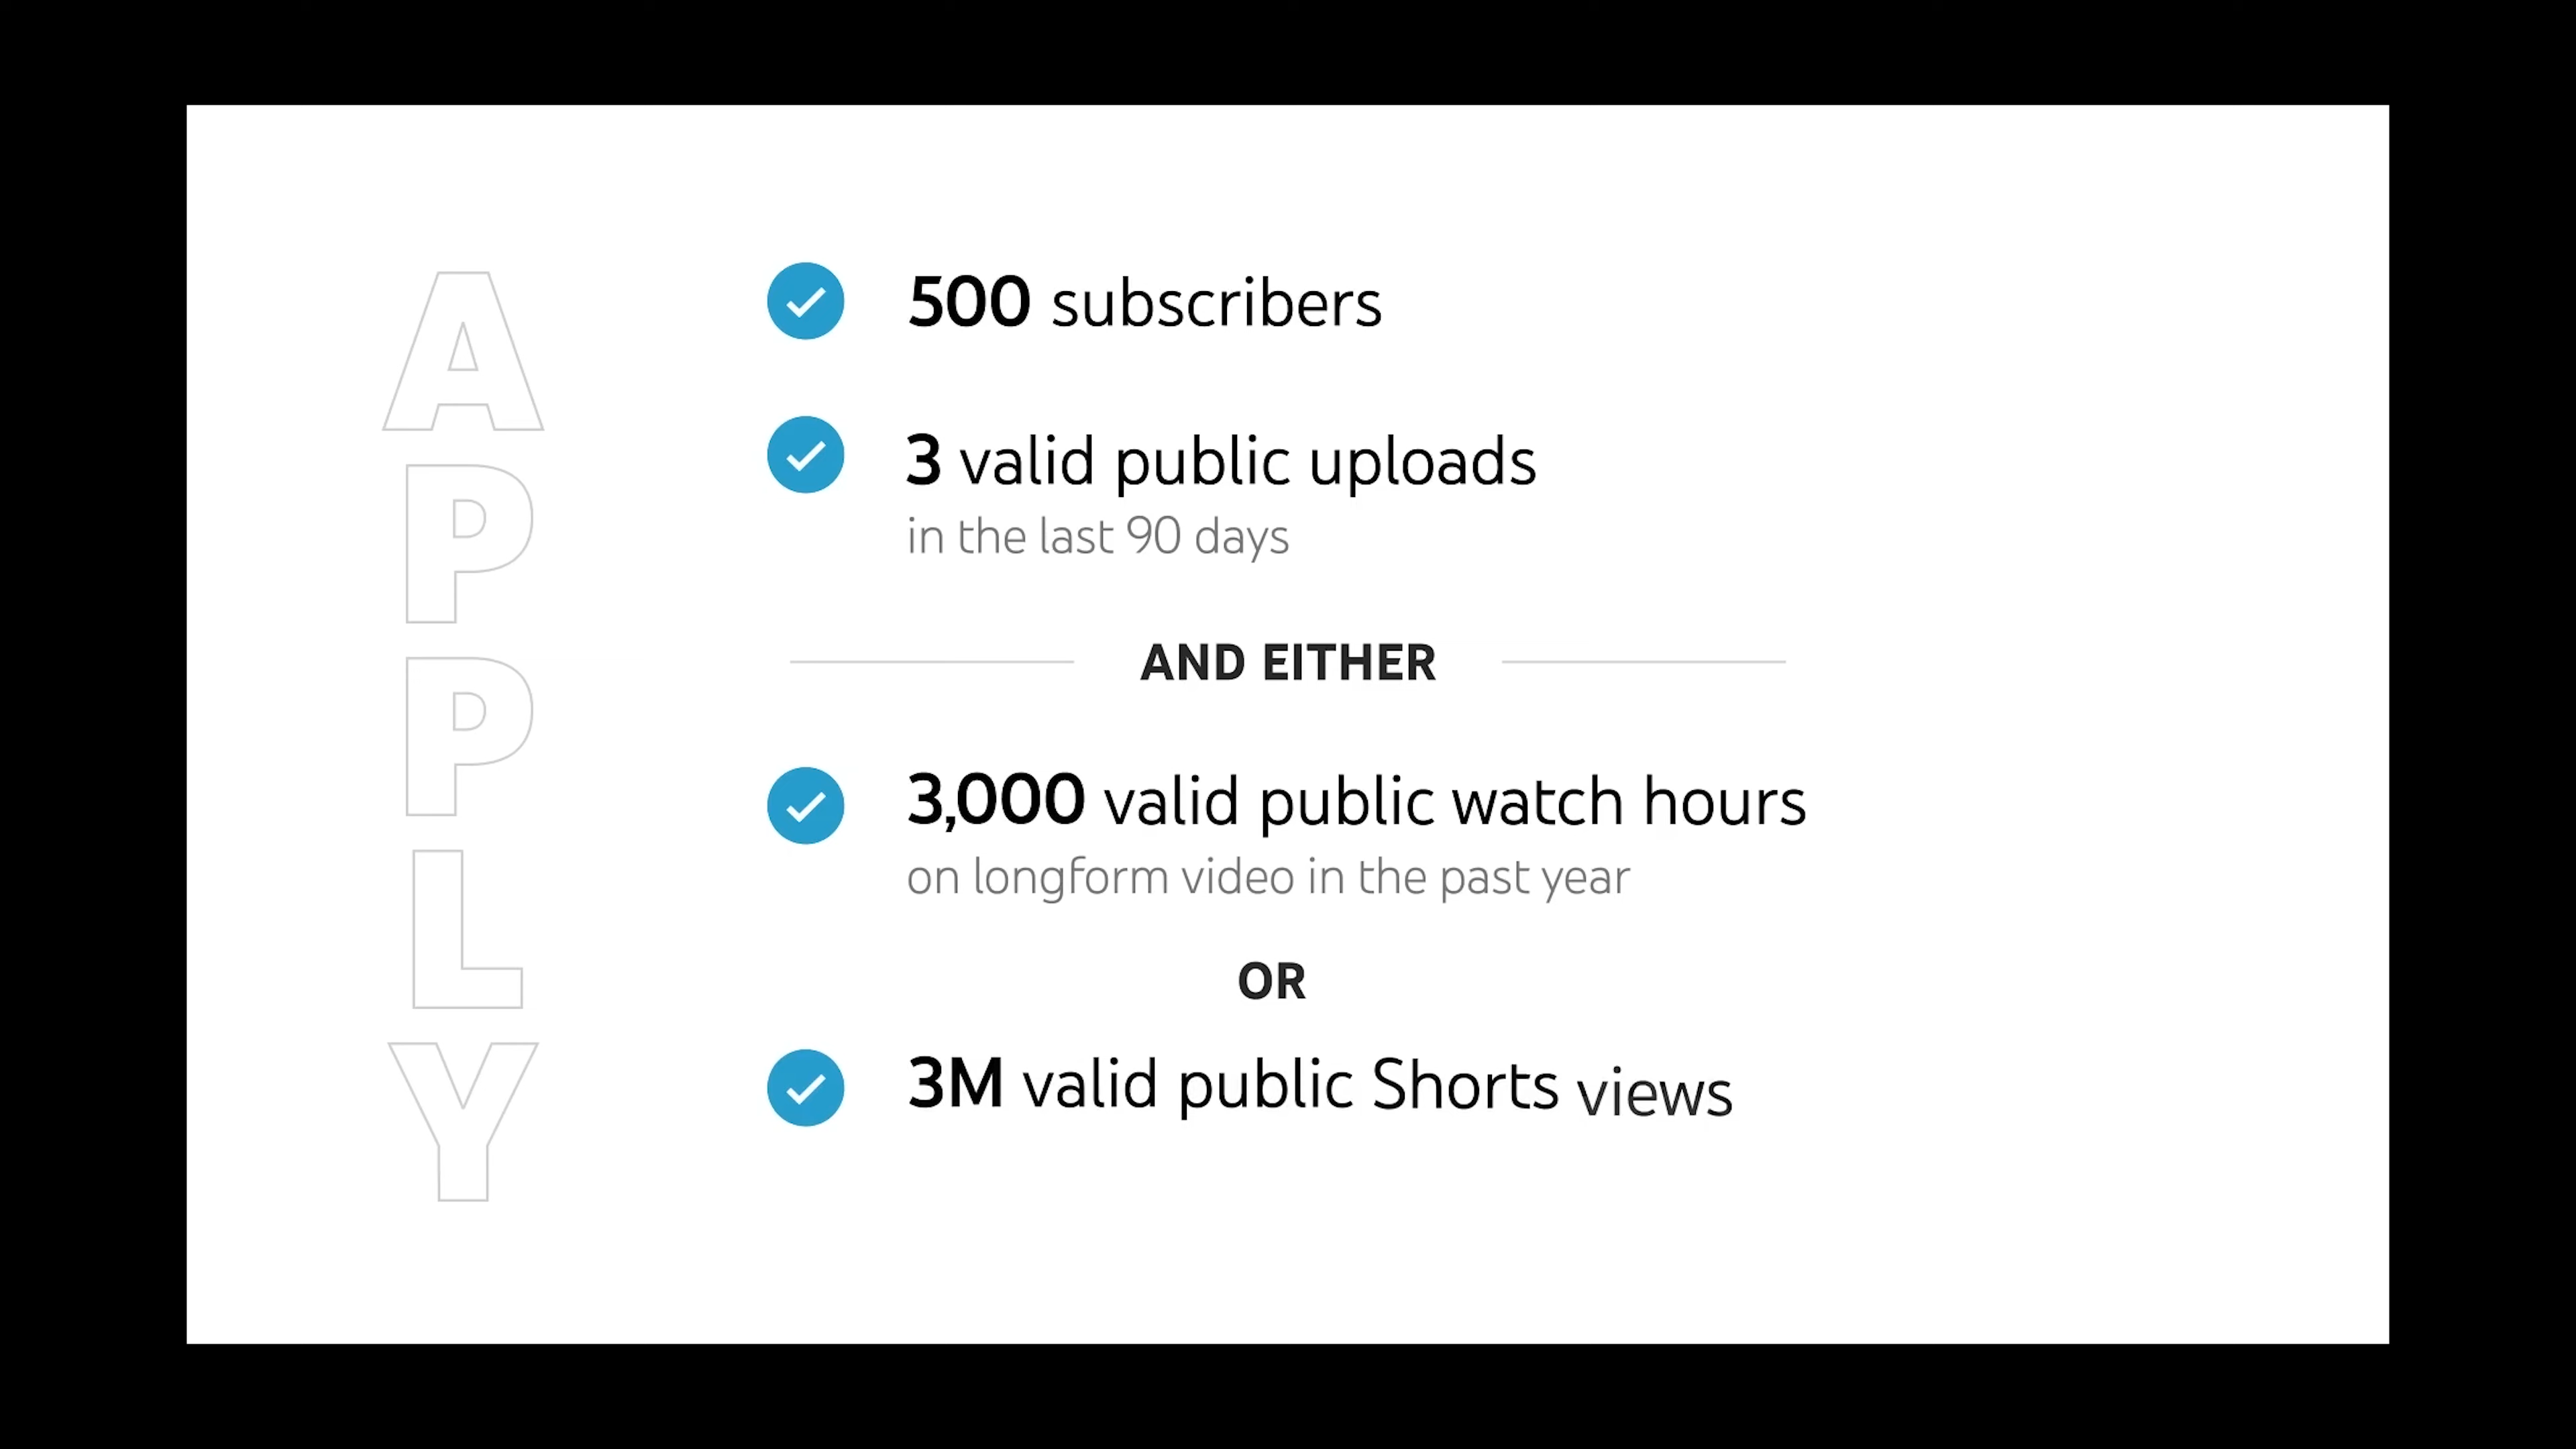 APPLY
500 subscribers
3 valid public uploads
in the last 90 days
AND EITHER
3,000 valid public watch hours
on longform video in the past year
OR
3M valid public Shorts views